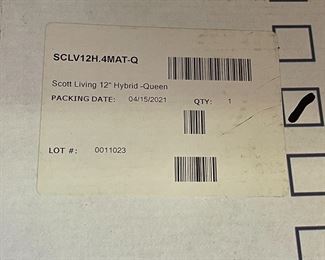 SCLV12H.4MAT-Q
Scott Living 12" Hybrid -Queen
PACKING DATE: 04/15/2021 QTY: 1
LOT #: 0011023